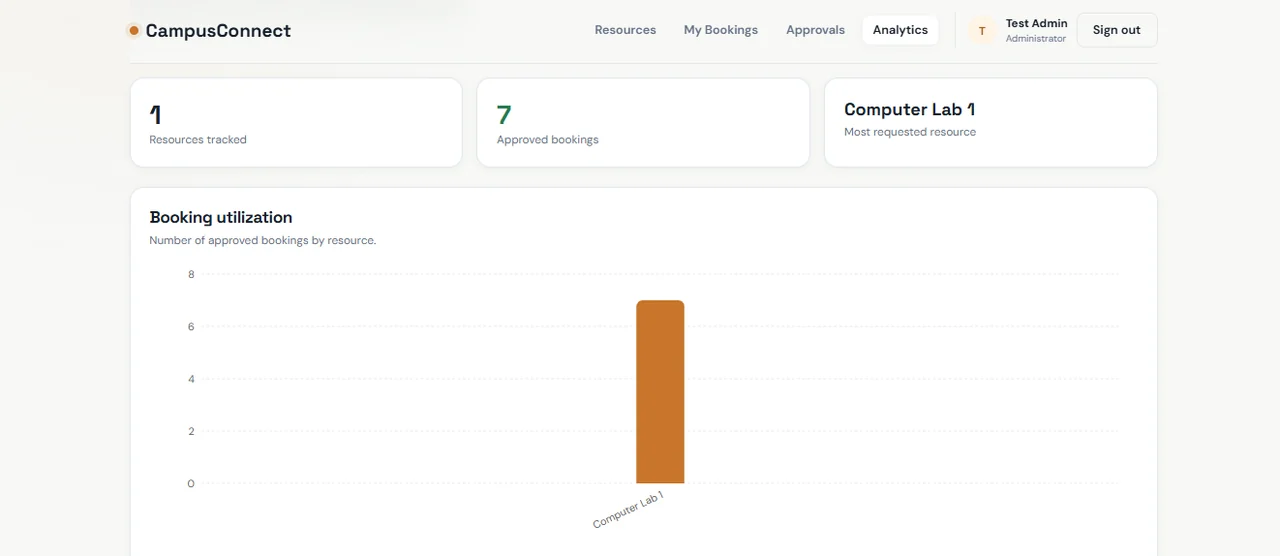 CampusConnect
Resources
My Bookings
Approvals
Analytics
T
Test Admin
Administrator
Sign out
1
Resources tracked
7
Approved bookings
Computer Lab 1
Most requested resource
Booking utilization
Number of approved bookings by resource.
8
6
4
2
0
Computer Lab 1